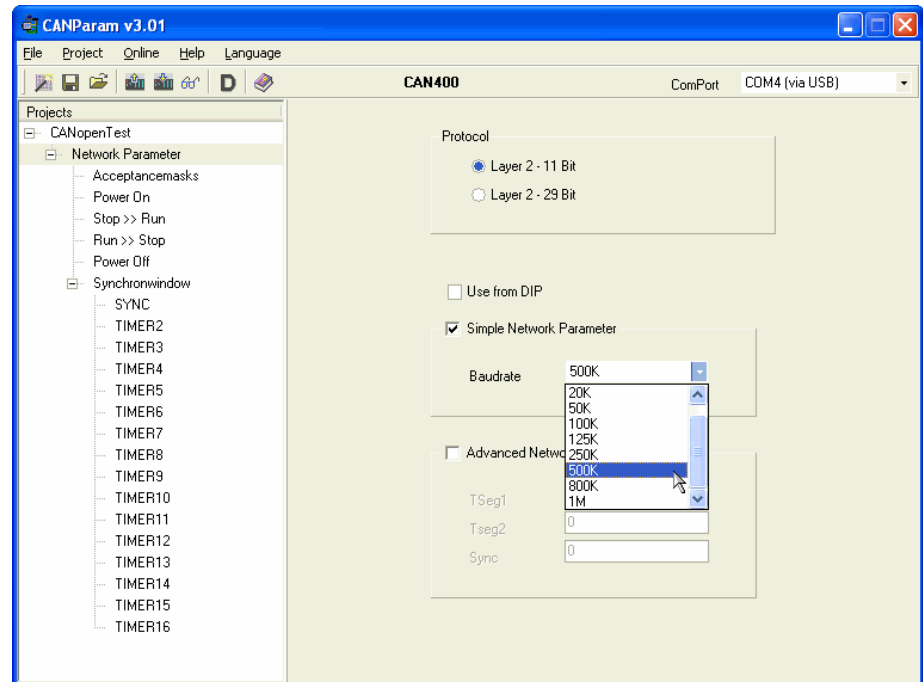 CANParam v3.01
File Project Online Help Language
D CAN400 ComPort COM4 (via USB)
Projects
CANopenTest
Network Parameter
Acceptancemasks
Power On
Stop >> Run
Run >> Stop
Power Off
Synchronwindow
SYNC
TIMER2
TIMER3
TIMER4
TIMER5
TIMER6
TIMER7
TIMER8
TIMER9
TIMER10
TIMER11
TIMER12
TIMER13
TIMER14
TIMER15
TIMER16
Protocol
Layer 2 - 11 Bit
Layer 2 - 29 Bit
Use from DIP
Simple Network Parameter
Baudrate 500K
20K
50K
100K
125K
250K
500K
800K
1M
Advanced Netwo
TSeg1
Tseg2 0
Sync 0